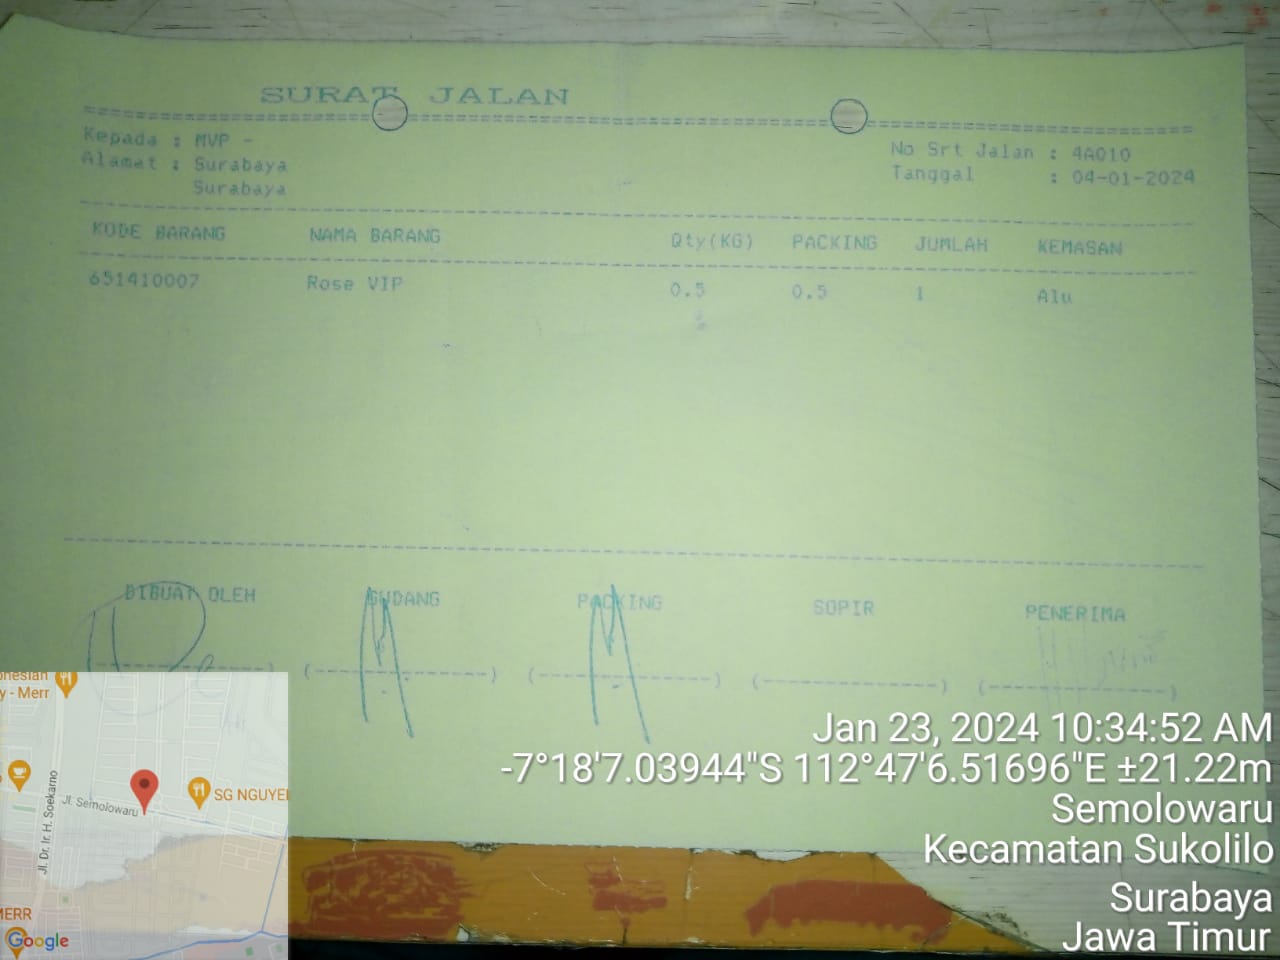 SURAT JALAN
Kepada : MVP -
Alamat : Surabaya
Surabaya
No Srt Jalan : 4A010
Tanggal : 04-01-2024
KODE BARANG NAMA BARANG Qty(KG) PACKING JUMLAH KEMASAN
651410007 Rose VIP 0.5 0.5 1 Alu
DIBUAT OLEH GUDANG PACKING SOPIR PENERIMA
Jan 23, 2024 10:34:52 AM
-7°18'7.03944"S 112°47'6.51696"E ±21.22m
Semolowaru
Kecamatan Sukolilo
Surabaya
Jawa Timur
onesian
y - Merr
Jl. Dr. Ir. H. Soekarno
Jl. Semolowaru
SG NGUYEN
MERR
Google